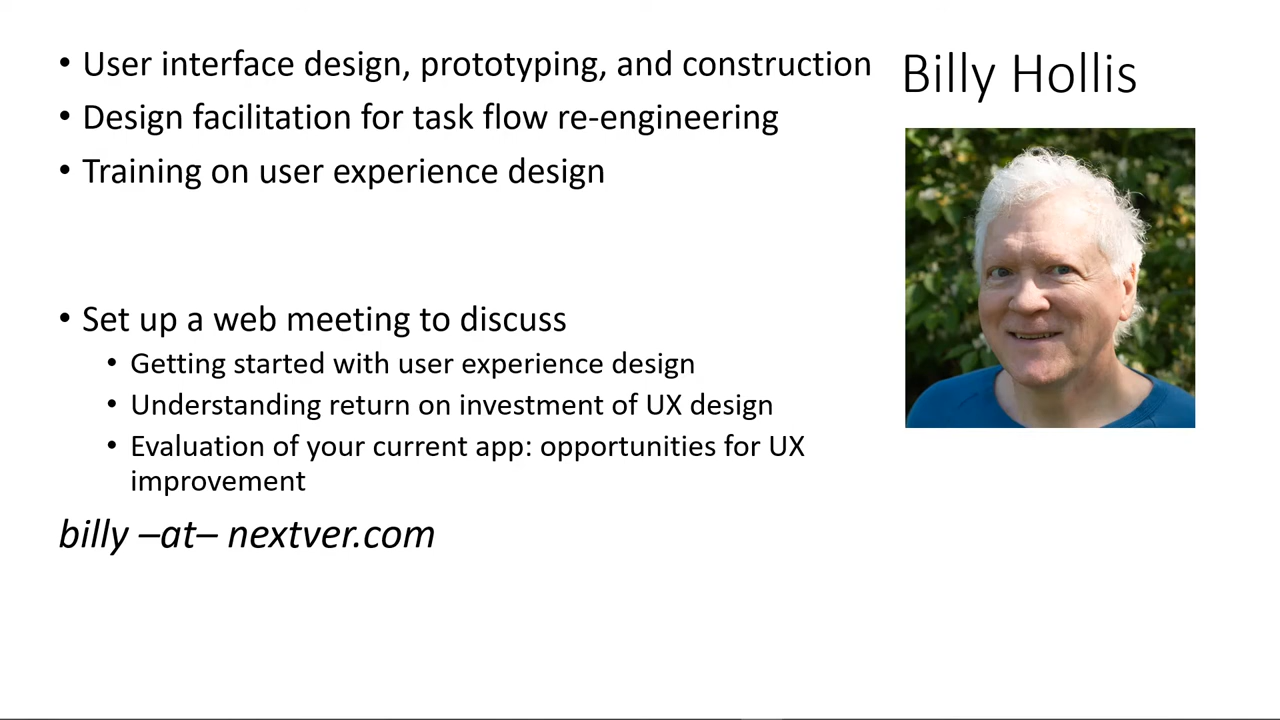 • User interface design, prototyping, and construction
• Design facilitation for task flow re-engineering
• Training on user experience design
• Set up a web meeting to discuss
• Getting started with user experience design
• Understanding return on investment of UX design
• Evaluation of your current app: opportunities for UX
improvement
billy –at– nextver.com
Billy Hollis